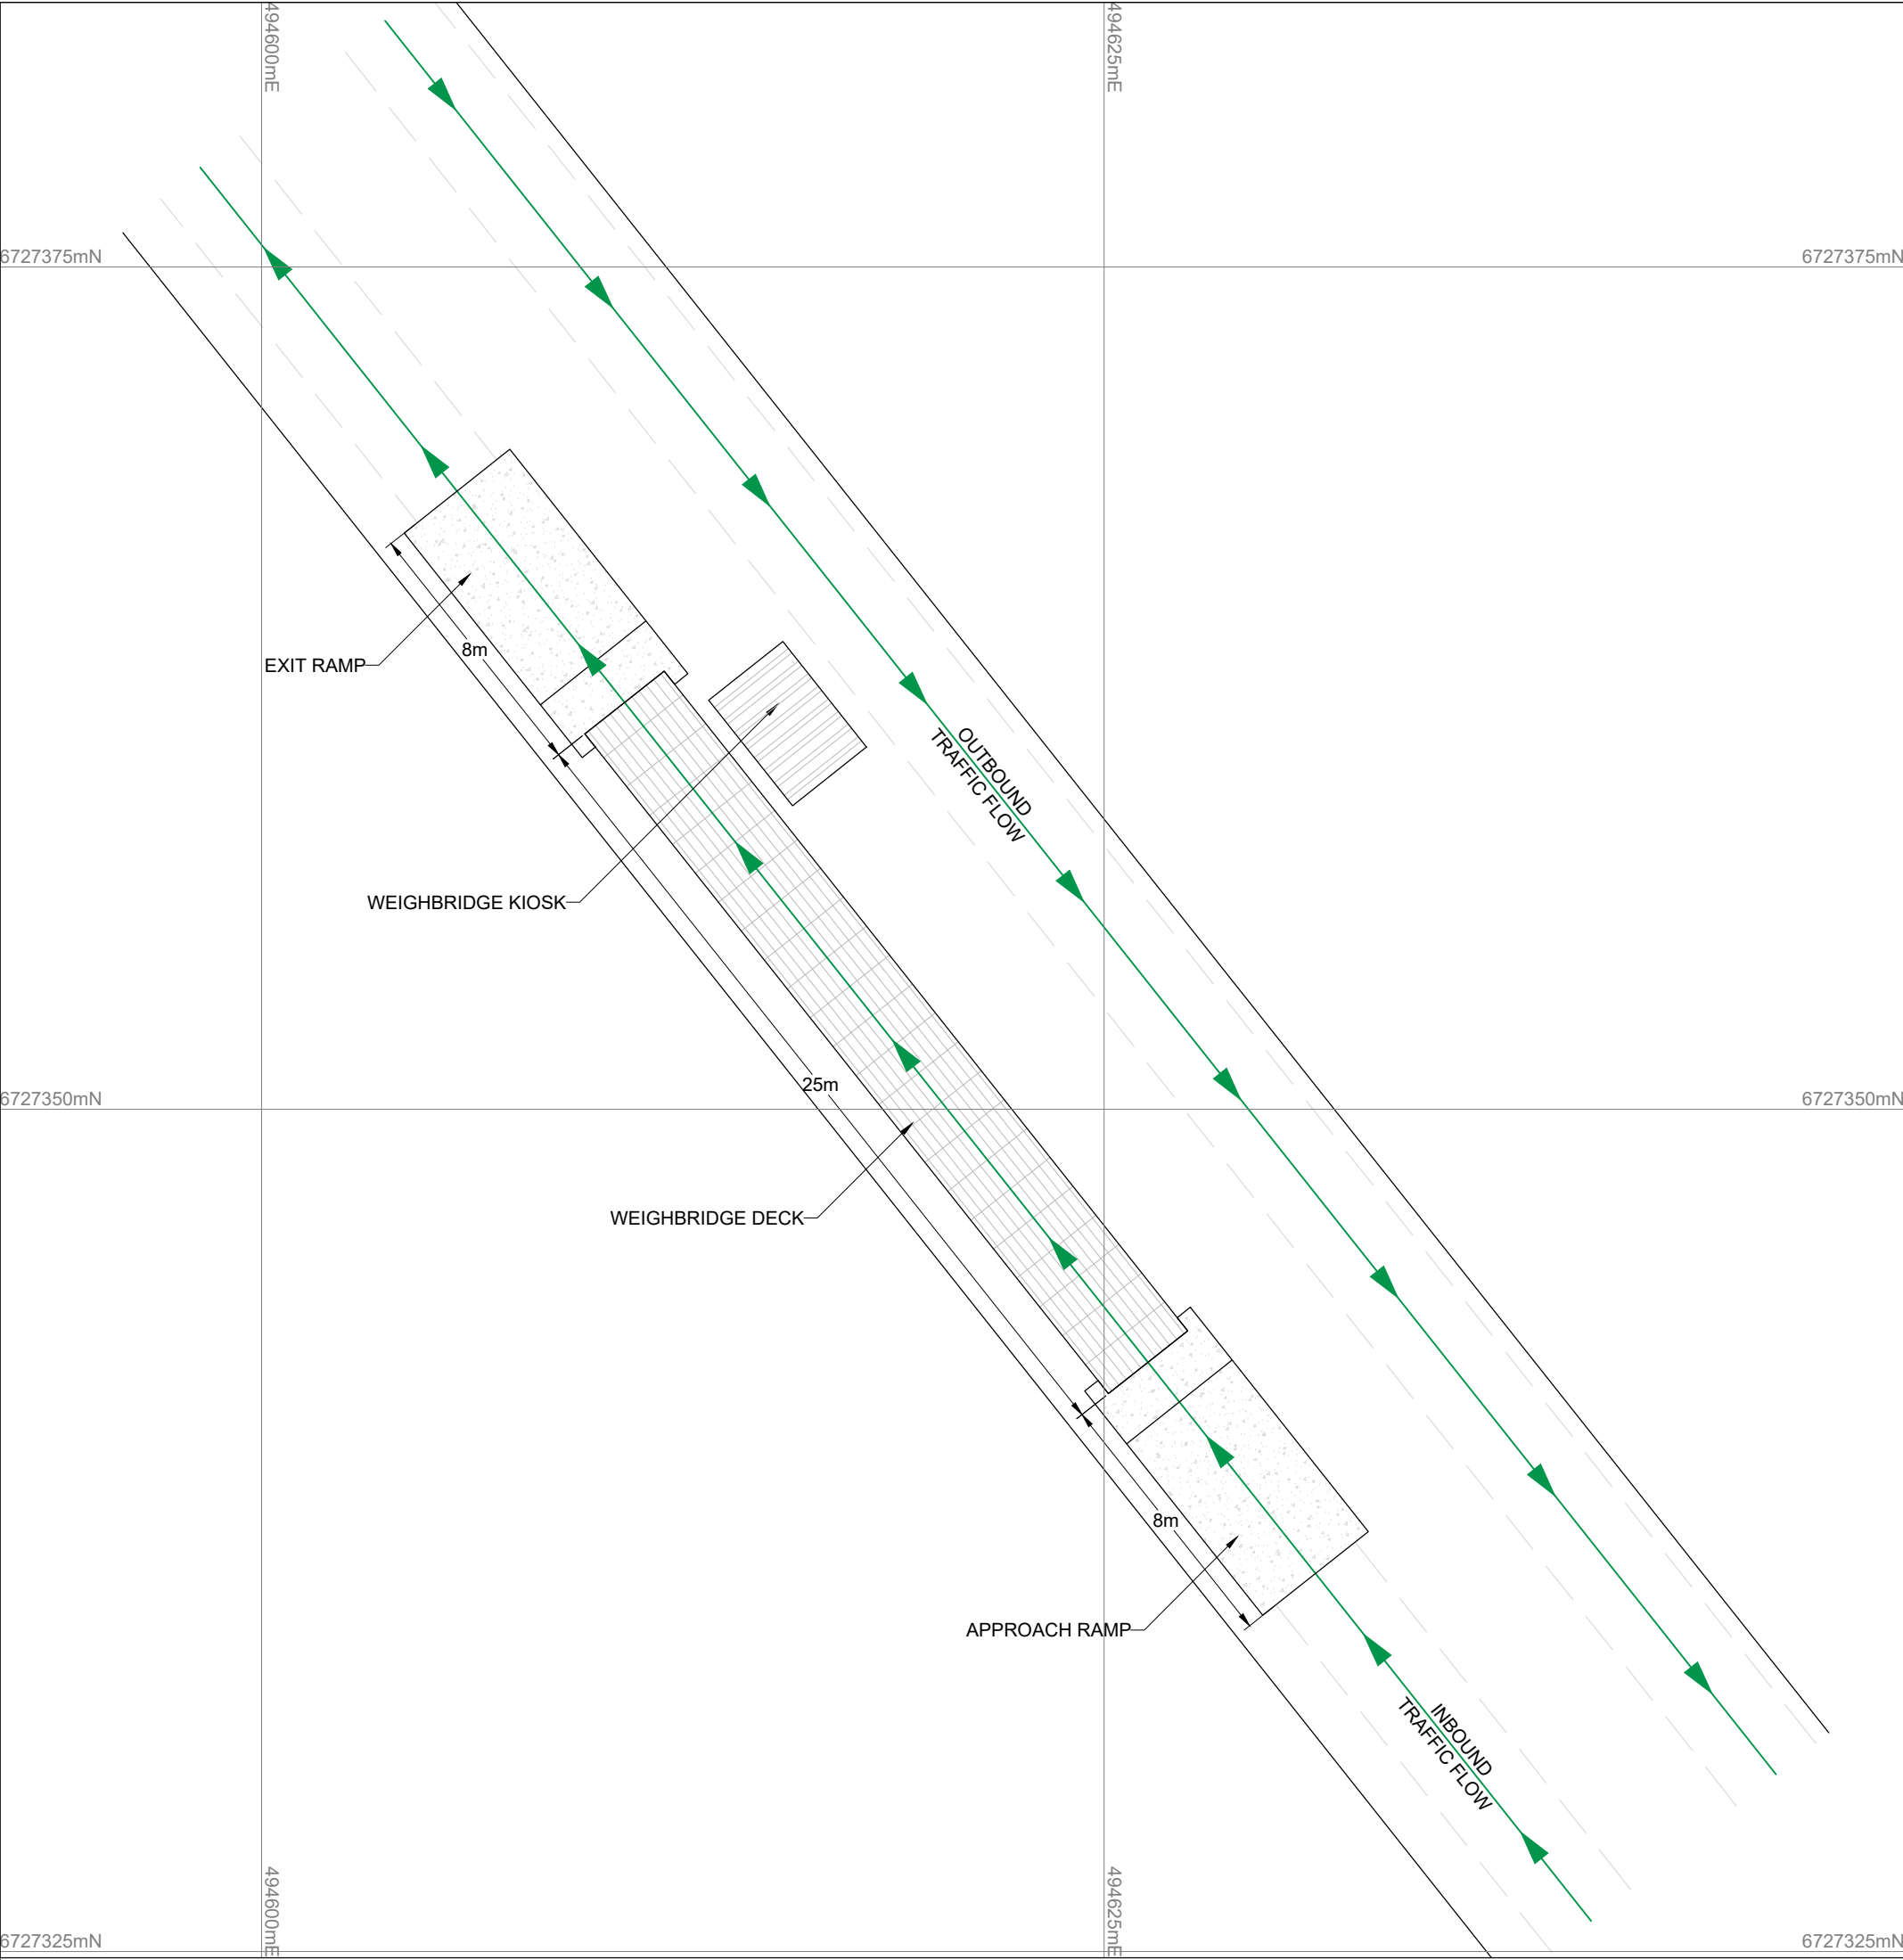 494600mE
494625mE
6727375mN
6727375mN
8m
EXIT RAMP
OUTBOUND
TRAFFIC FLOW
WEIGHBRIDGE KIOSK
25m
6727350mN
6727350mN
WEIGHBRIDGE DECK
8m
APPROACH RAMP
INBOUND
TRAFFIC FLOW
494600mE
494625mE
6727325mN
6727325mN